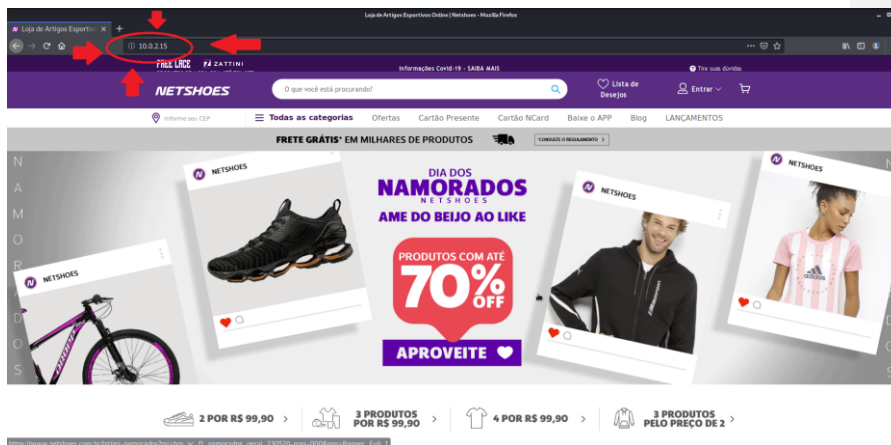 Loja de Artigos Esportivos Online | Netshoes - Mozilla Firefox
Loja de Artigos Esportiv × +
10.0.2.15
FREE LACE ZATTINI Informações Covid-19 - SAIBA MAIS Tire suas dúvidas
NETSHOES O que você está procurando? Lista de Desejos Entrar
Informe seu CEP Todas as categorias Ofertas Cartão Presente Cartão NCard Baixe o APP Blog LANÇAMENTOS
FRETE GRÁTIS* EM MILHARES DE PRODUTOS *CONSULTE O REGULAMENTO >
NAMORADOS
NETSHOES
NETSHOES
NETSHOES
NETSHOES
DIA DOS
NAMORADOS
NETSHOES
AME DO BEIJO AO LIKE
PRODUTOS COM ATÉ
70%
OFF
APROVEITE
adidas
2 POR R$ 99,90 >
3 PRODUTOS
POR R$ 99,90 >
4 POR R$ 99,90 >
3 PRODUTOS
PELO PREÇO DE 2 >